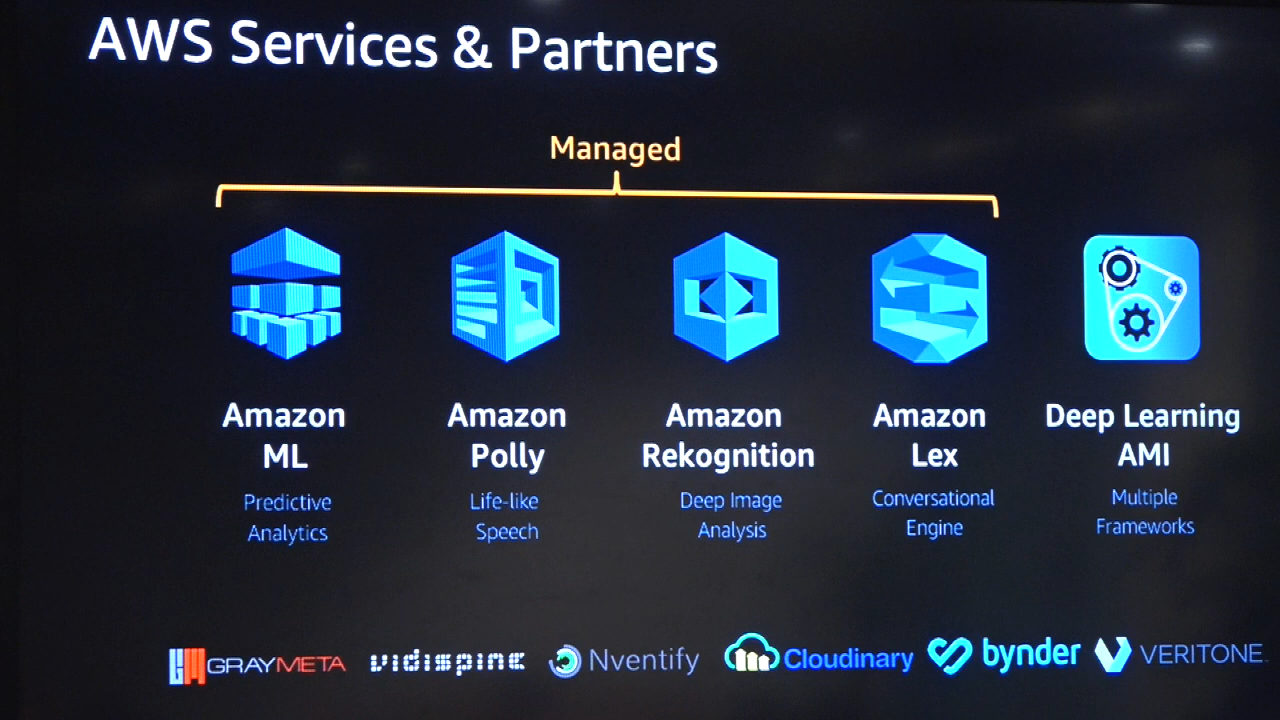 AWS Services & Partners
Managed
Amazon ML
Predictive Analytics
Amazon Polly
Life-like Speech
Amazon Rekognition
Deep Image Analysis
Amazon Lex
Conversational Engine
Deep Learning AMI
Multiple Frameworks
GRAYMETA
vidispine
Nventify
Cloudinary
bynder
VERITONE